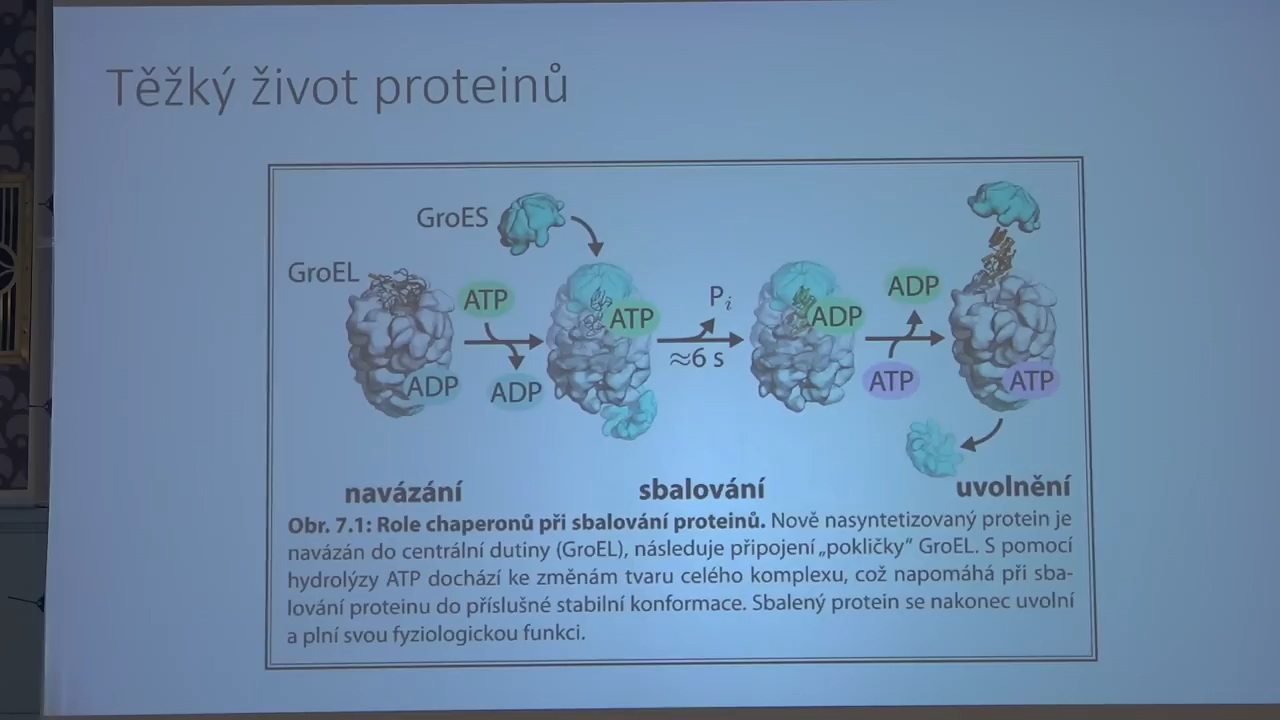 Těžký život proteinů
GroES
GroEL
ATP
ADP
ADP
ATP
P𝑖
≈6 s
ADP
ADP
ATP
ATP
navázání
sbalování
uvolnění
Obr. 7.1: Role chaperonů při sbalování proteinů. Nově nasyntetizovaný protein je
navázán do centrální dutiny (GroEL), následuje připojení „pokličky“ GroEL. S pomocí
hydrolýzy ATP dochází ke změnám tvaru celého komplexu, což napomáhá při sba-
lování proteinu do příslušné stabilní konformace. Sbalený protein se nakonec uvolní
a plní svou fyziologickou funkci.